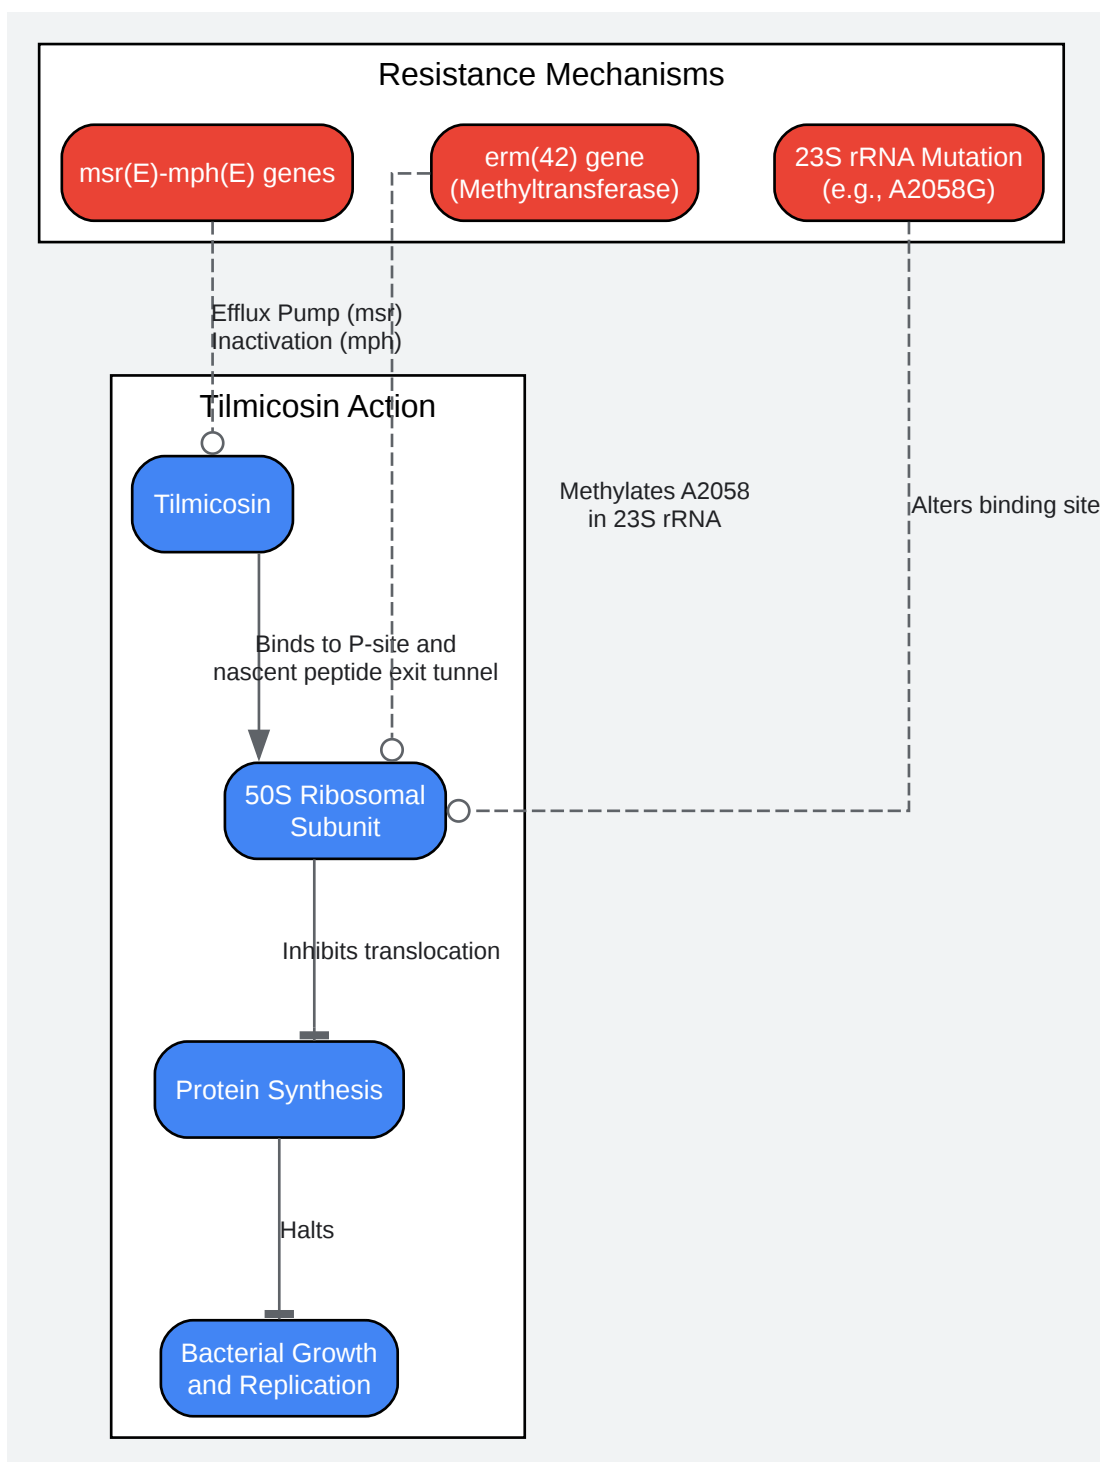 Resistance Mechanisms
msr(E)-mph(E) genes
erm(42) gene
(Methyltransferase)
23S rRNA Mutation
(e.g., A2058G)
Efflux Pump (msr)
Inactivation (mph)
Tilmicosin Action
Tilmicosin
Methylates A2058
in 23S rRNA
Alters binding site
Binds to P-site and
nascent peptide exit tunnel
50S Ribosomal
Subunit
Inhibits translocation
Protein Synthesis
Halts
Bacterial Growth
and Replication